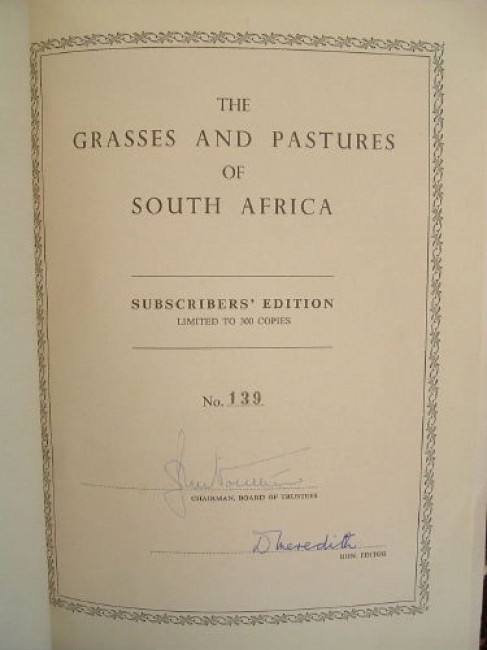 THE
GRASSES AND PASTURES
OF
SOUTH AFRICA
SUBSCRIBERS' EDITION
LIMITED TO 300 COPIES
No. 139
CHAIRMAN, BOARD OF TRUSTEES
D Meredith
HON. EDITOR